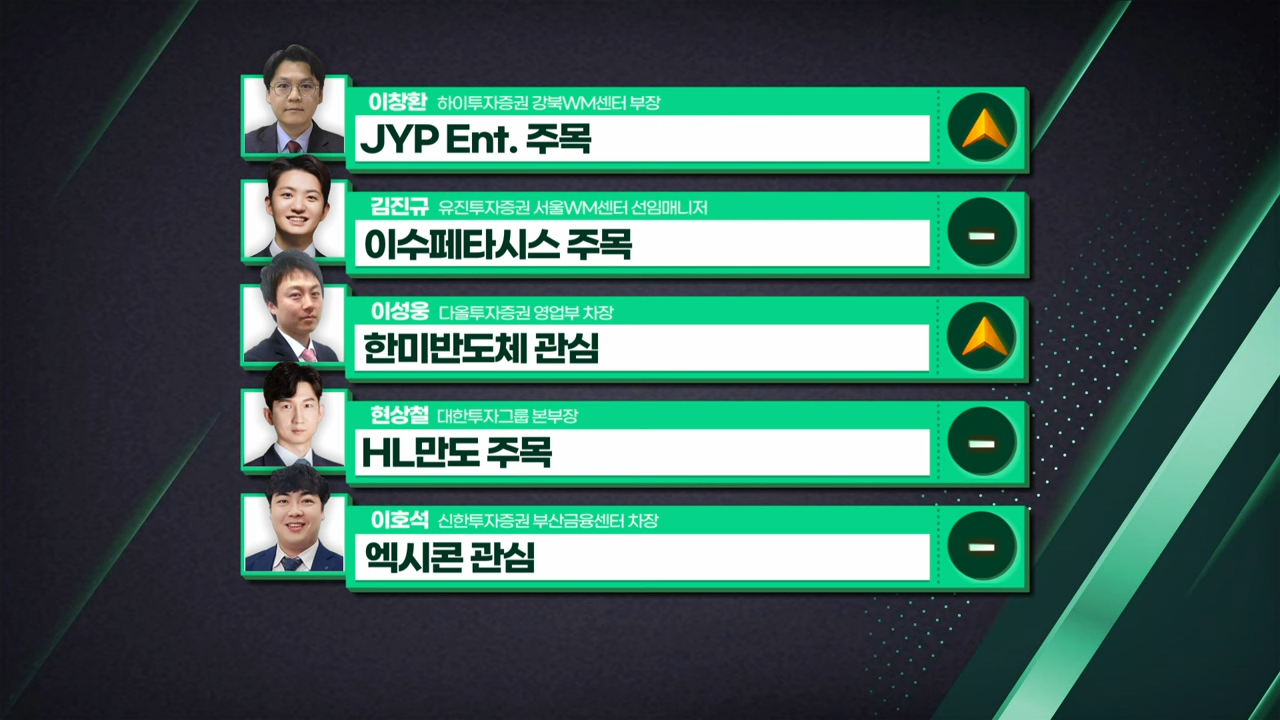 이창환 하이투자증권 강북WM센터 부장
JYP Ent. 주목
김진규 유진투자증권 서울WM센터 선임매니저
이수페타시스 주목
이성웅 다올투자증권 영업부 차장
한미반도체 관심
현상철 대한투자그룹 본부장
HL만도 주목
이호석 신한투자증권 부산금융센터 차장
엑시콘 관심